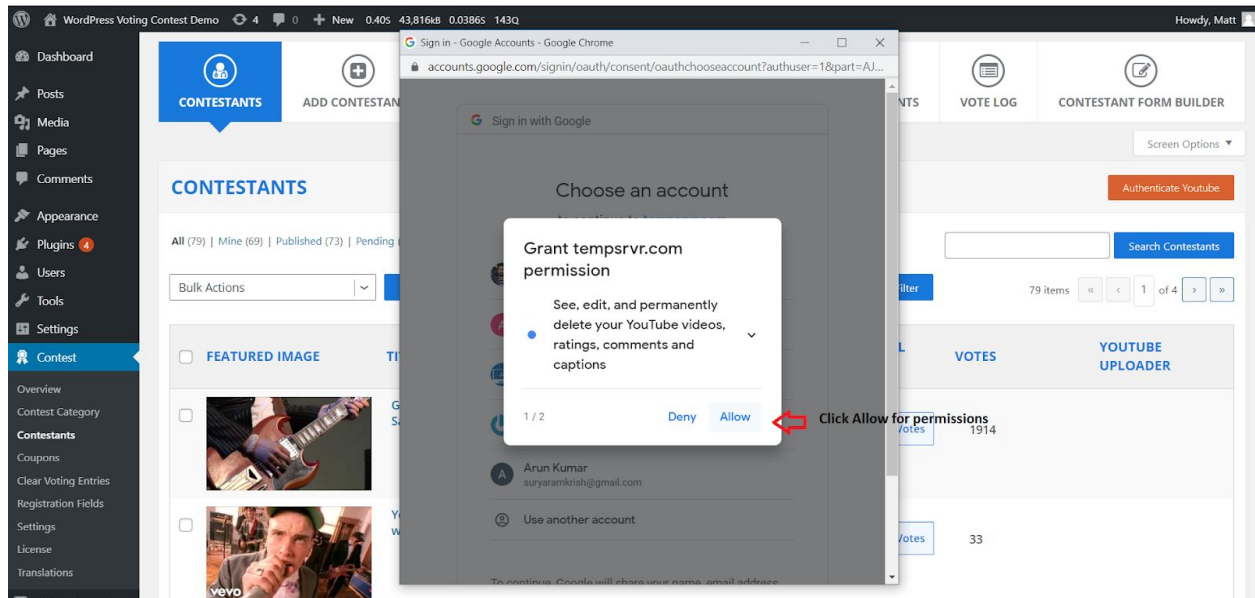 WordPress Voting Contest Demo 4 0 + New 0.40S 43,816kB 0.0386S 143Q
Howdy, Matt
Dashboard
Posts
Media
Pages
Comments
Appearance
Plugins 4
Users
Tools
Settings
Contest
Overview
Contest Category
Contestants
Coupons
Clear Voting Entries
Registration Fields
Settings
License
Translations
CONTESTANTS
ADD CONTESTAN
NTS
VOTE LOG
CONTESTANT FORM BUILDER
Screen Options
CONTESTANTS
Authenticate Youtube
All (79) | Mine (69) | Published (73) | Pending (
Search Contestants
Bulk Actions
Filter
79 items « ‹ 1 of 4 › »
FEATURED IMAGE
TI
L
VOTES
YOUTUBE
UPLOADER
G
Sa
Votes
1914
Yo
w
Votes
33
vevo
Sign in - Google Accounts - Google Chrome
accounts.google.com/signin/oauth/consent/oauthchooseaccount?authuser=1&part=AJ...
G Sign in with Google
Choose an account
Grant tempsrvr.com
permission
See, edit, and permanently
delete your YouTube videos,
ratings, comments and
captions
1 / 2
Deny
Allow
Click Allow for permissions
A
Arun Kumar
suryaramkrish@gmail.com
Use another account
To continue, Google will share your name, email address,